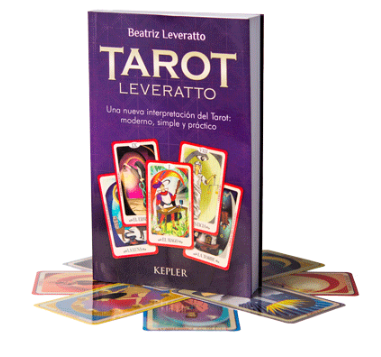 Beatriz Leveratto
TAROT
LEVERATTO
Una nueva interpretación del Tarot:
moderno, simple y práctico
KEPLER